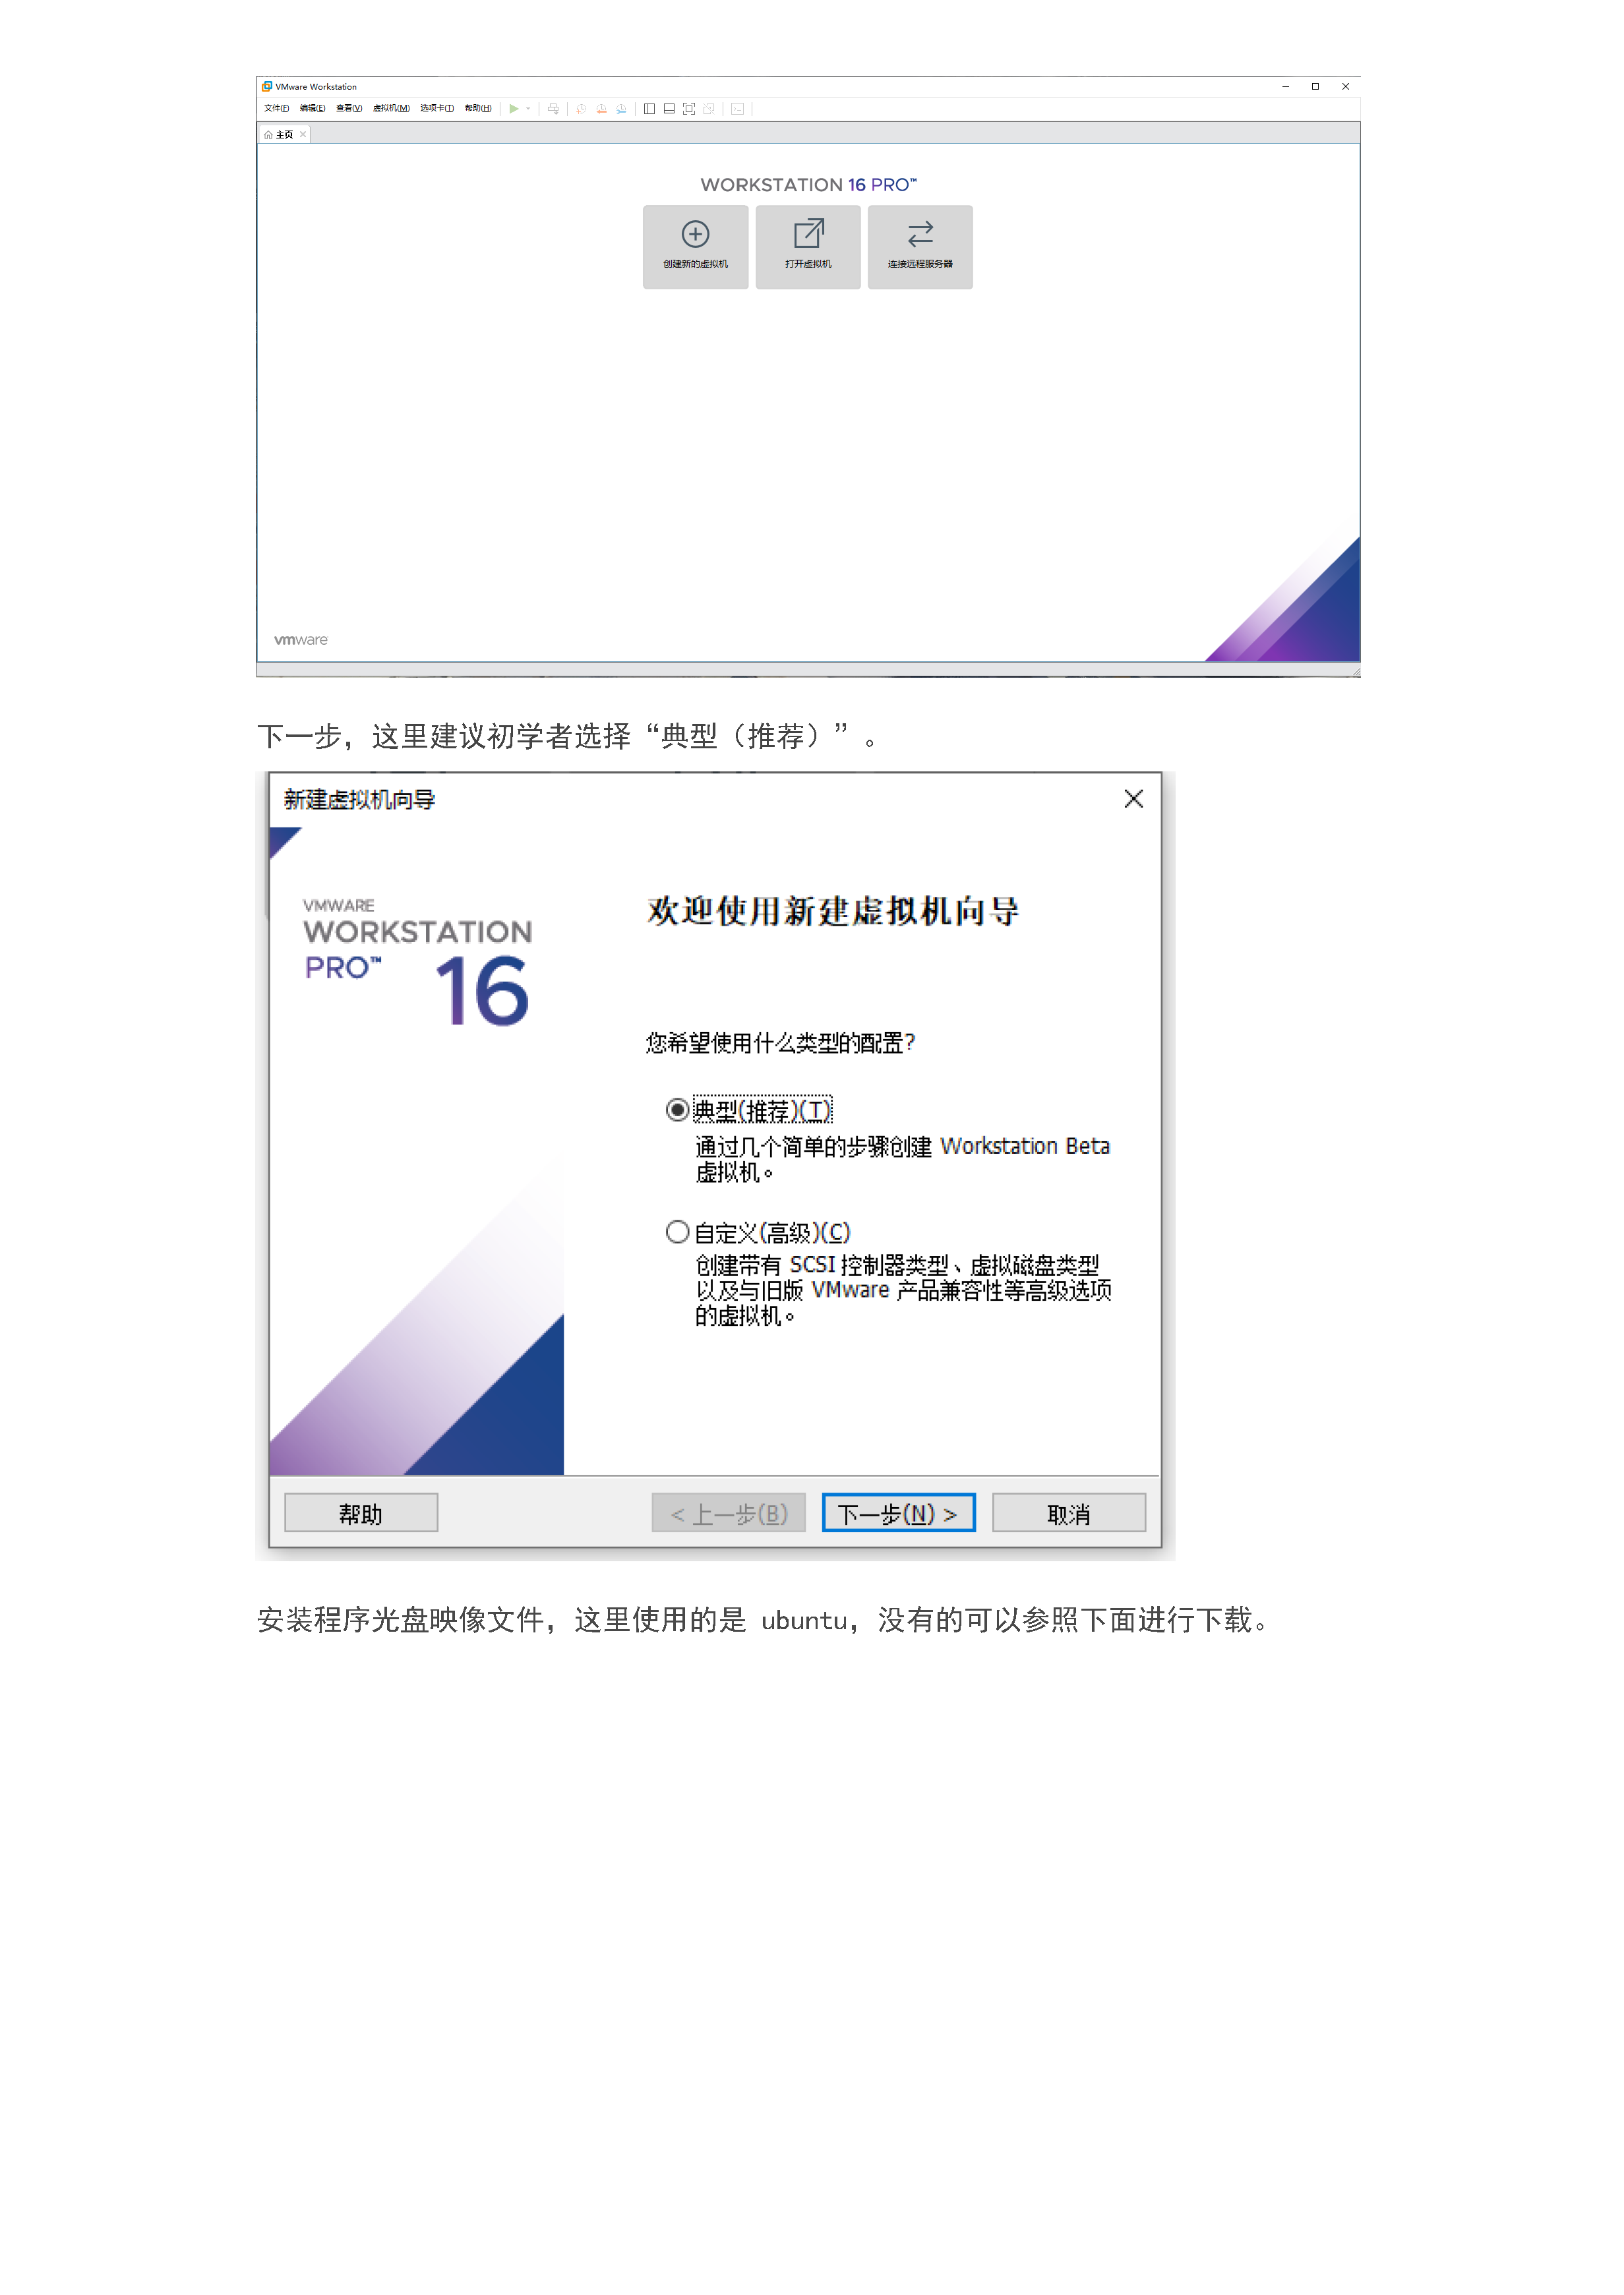 VMware Workstation
文件(F) 编辑(E) 查看(V) 虚拟机(M) 选项卡(T) 帮助(H)
主页
WORKSTATION 16 PRO™
创建新的虚拟机 打开虚拟机 连接远程服务器
vmware
下一步，这里建议初学者选择“典型（推荐）”。
新建虚拟机向导
VMWARE
WORKSTATION
PRO™ 16
欢迎使用新建虚拟机向导
您希望使用什么类型的配置?
典型(推荐)(T)
通过几个简单的步骤创建 Workstation Beta
虚拟机。
自定义(高级)(C)
创建带有 SCSI 控制器类型、虚拟磁盘类型
以及与旧版 VMware 产品兼容性等高级选项
的虚拟机。
帮助 < 上一步(B) 下一步(N) > 取消
安装程序光盘映像文件，这里使用的是 ubuntu，没有的可以参照下面进行下载。